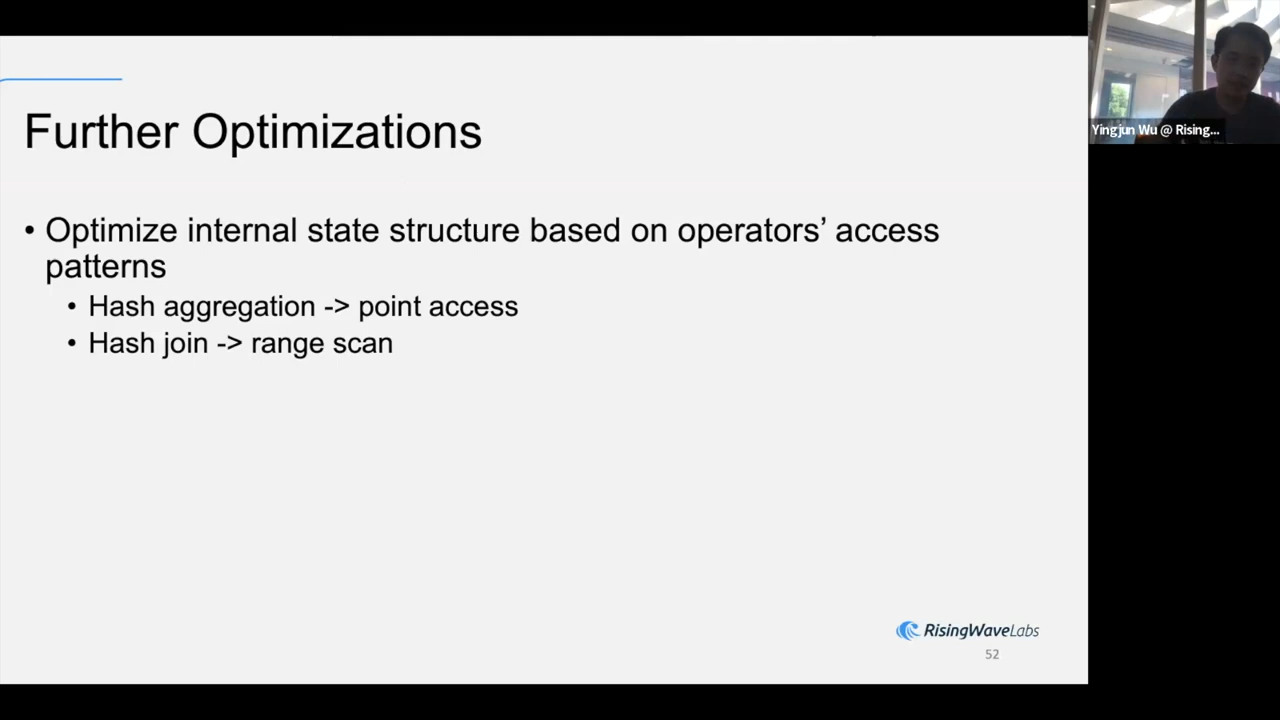 Further Optimizations
• Optimize internal state structure based on operators’ access
patterns
• Hash aggregation -> point access
• Hash join -> range scan
RisingWaveLabs
52
Yingjun Wu @ Rising...